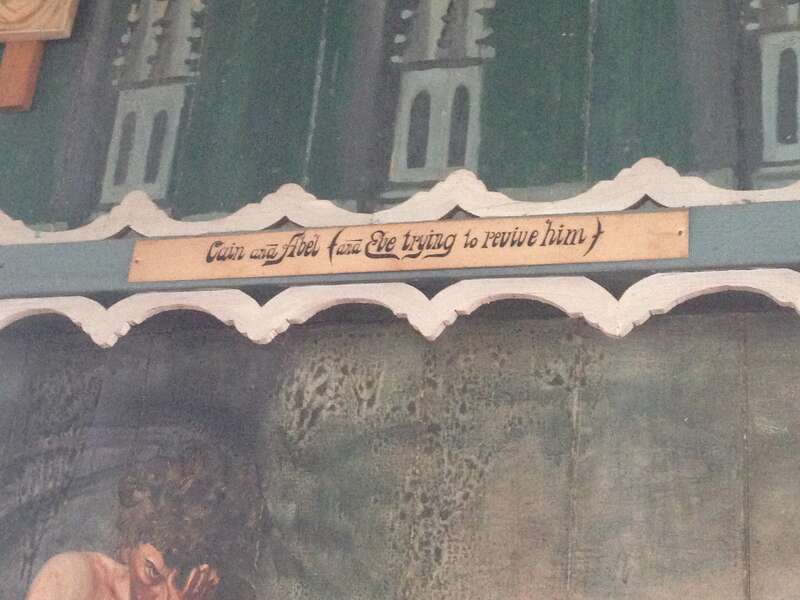 Cain and Abel (and Eve trying to revive him)